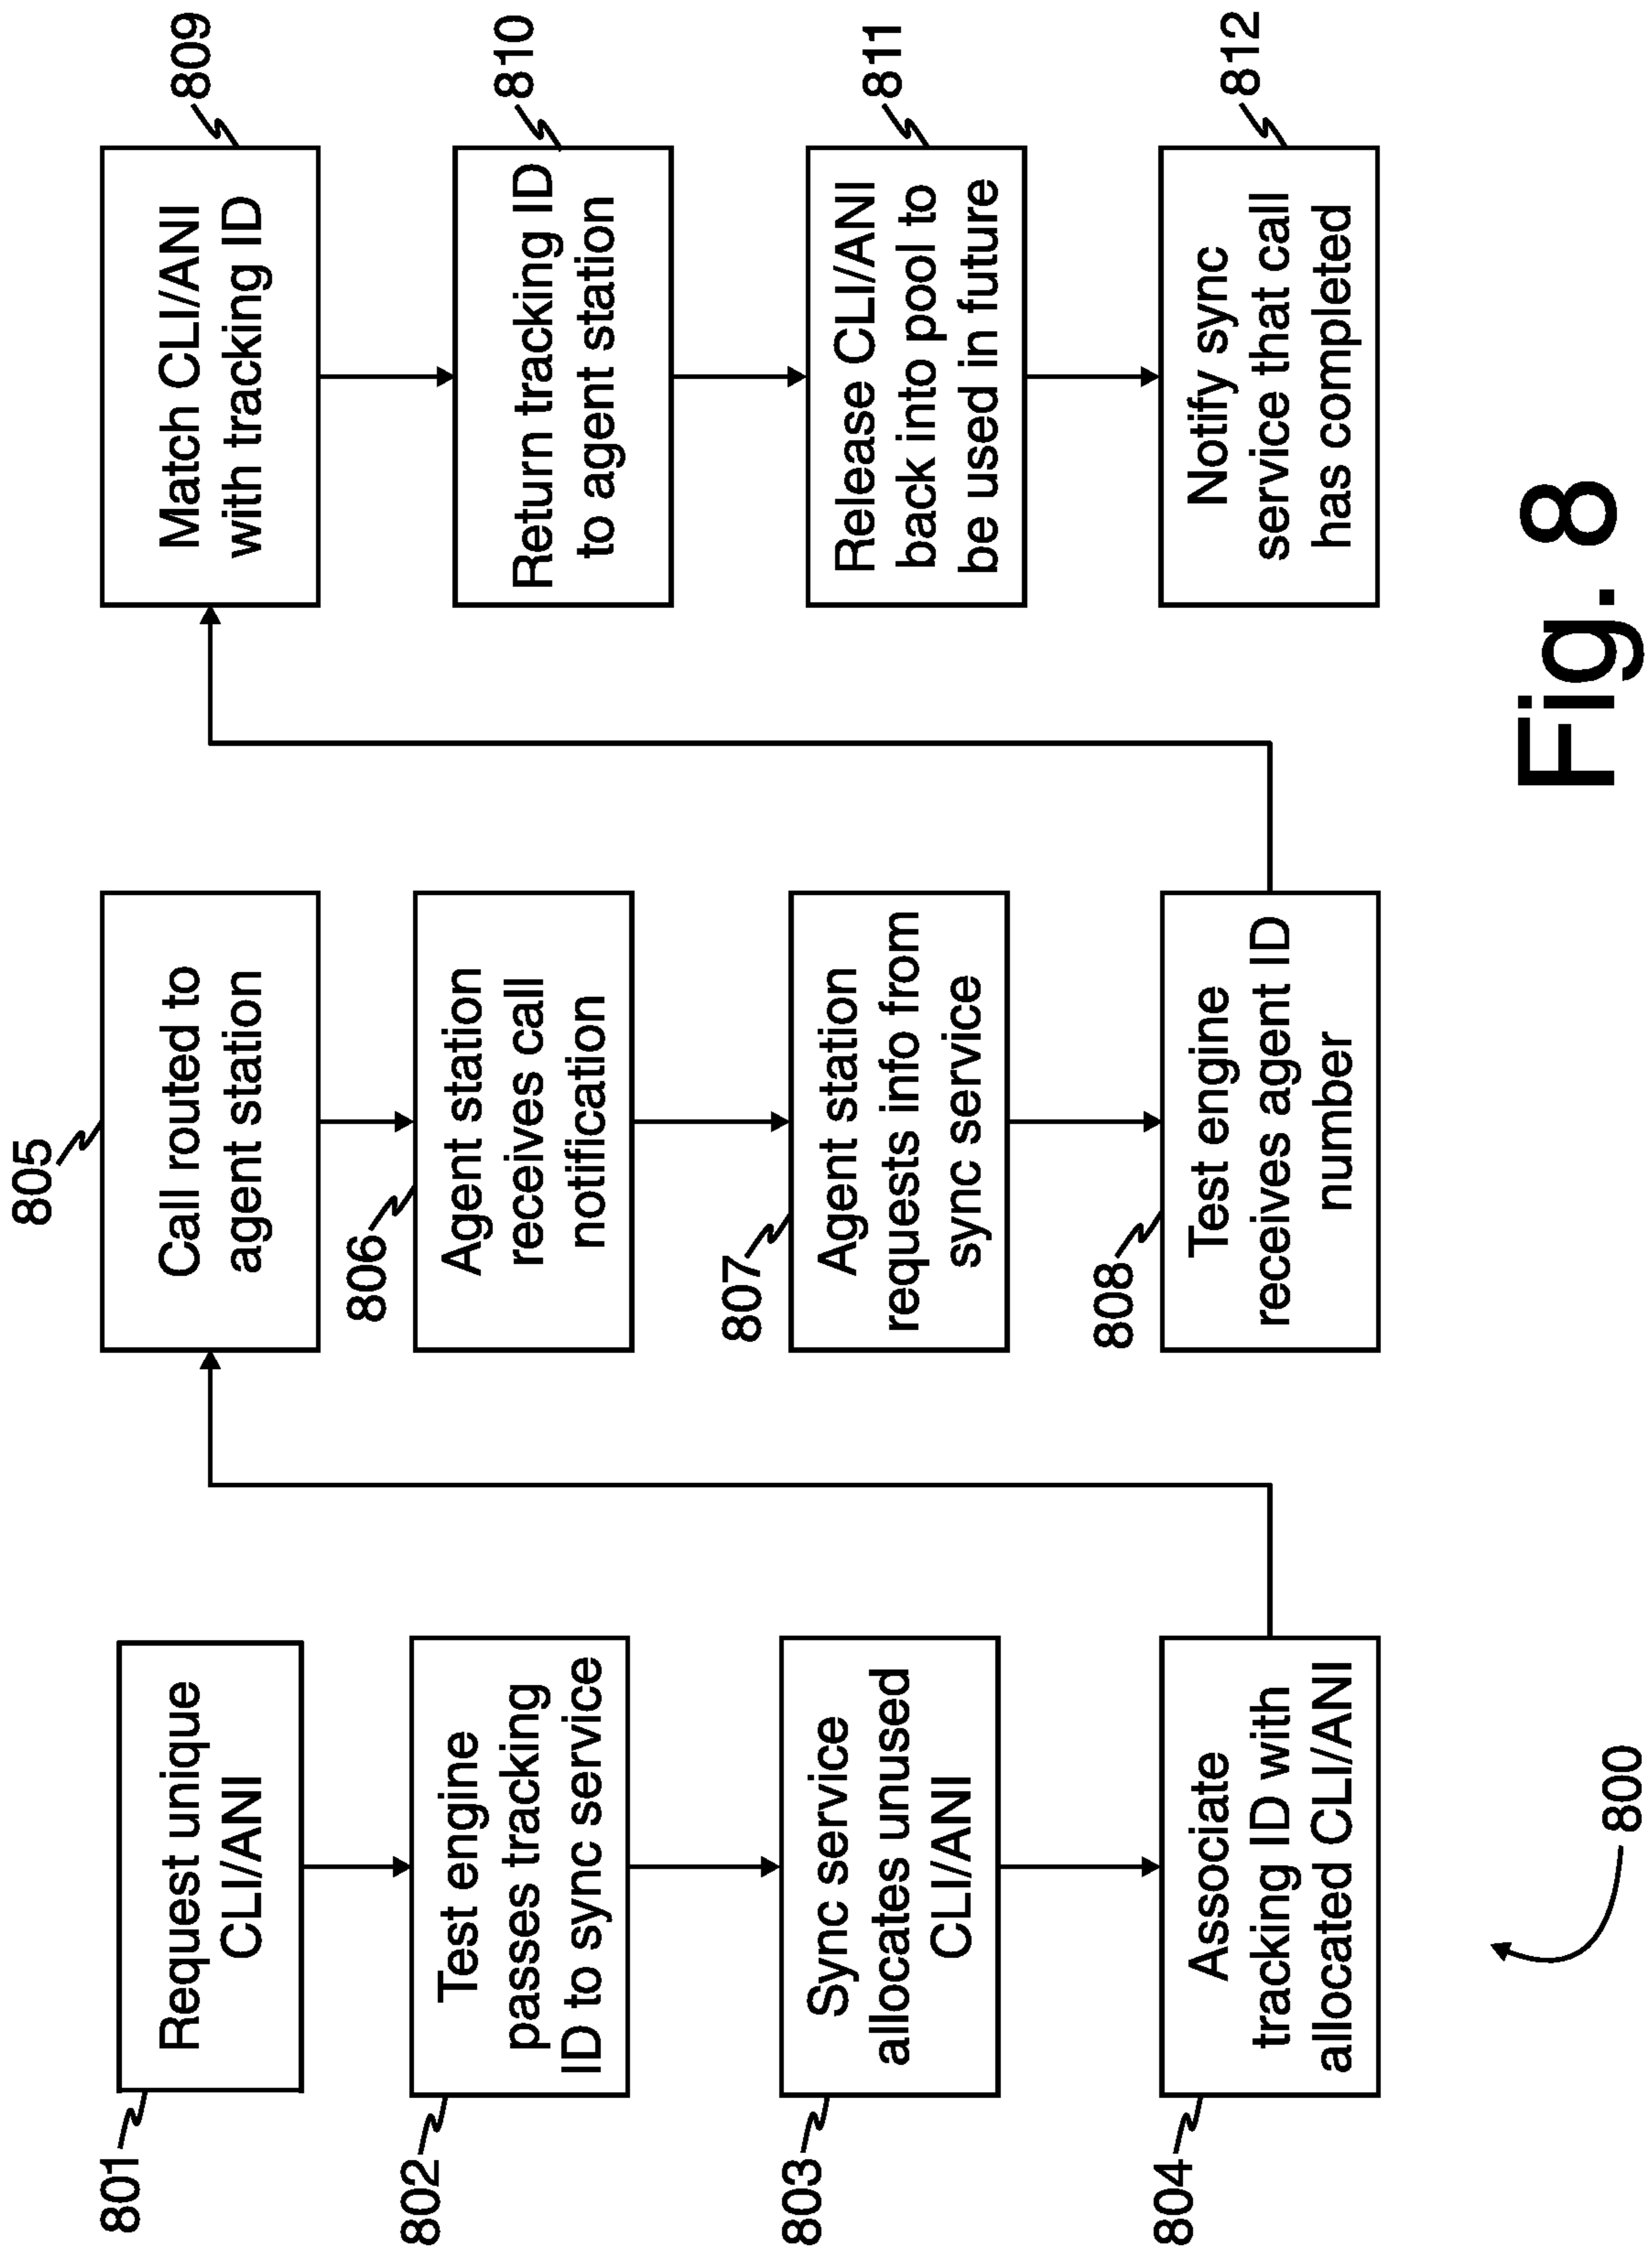 801
Request unique
CLI/ANI
802
Test engine
passes tracking
ID to sync service
803
Sync service
allocates unused
CLI/ANI
804
Associate
tracking ID with
allocated CLI/ANI
805
Call routed to
agent station
806
Agent station
receives call
notification
807
Agent station
requests info from
sync service
808
Test engine
receives agent ID
number
809
Match CLI/ANI
with tracking ID
810
Return tracking ID
to agent station
811
Release CLI/ANI
back into pool to
be used in future
812
Notify sync
service that call
has completed
800
Fig. 8